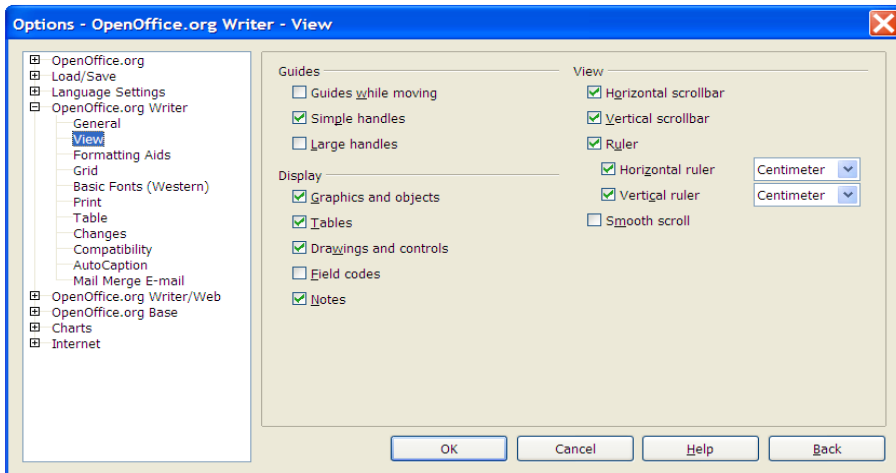 Options - OpenOffice.org Writer - View
OpenOffice.org
Load/Save
Language Settings
OpenOffice.org Writer
General
View
Formatting Aids
Grid
Basic Fonts (Western)
Print
Table
Changes
Compatibility
AutoCaption
Mail Merge E-mail
OpenOffice.org Writer/Web
OpenOffice.org Base
Charts
Internet
Guides
Guides while moving
Simple handles
Large handles
Display
Graphics and objects
Tables
Drawings and controls
Field codes
Notes
View
Horizontal scrollbar
Vertical scrollbar
Ruler
Horizontal ruler Centimeter
Vertical ruler Centimeter
Smooth scroll
OK Cancel Help Back